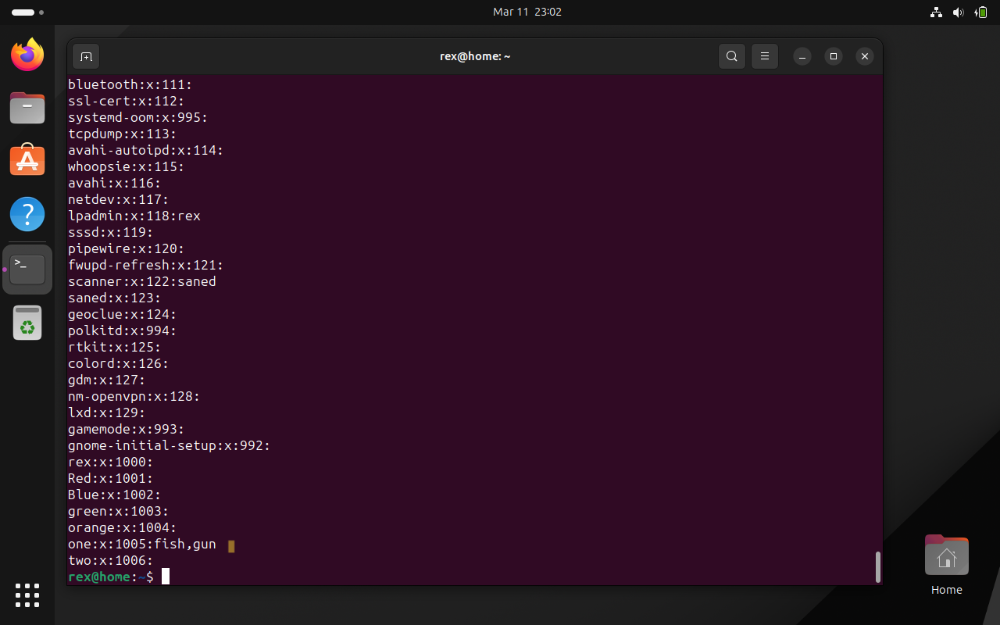 Mar 11 23:02
rex@home: ~
bluetooth:x:111:
ssl-cert:x:112:
systemd-oom:x:995:
tcpdump:x:113:
avahi-autoipd:x:114:
whoopsie:x:115:
avahi:x:116:
netdev:x:117:
lpadmin:x:118:rex
sssd:x:119:
pipewire:x:120:
fwupd-refresh:x:121:
scanner:x:122:saned
saned:x:123:
geoclue:x:124:
polkitd:x:994:
rtkit:x:125:
colord:x:126:
gdm:x:127:
nm-openvpn:x:128:
lxd:x:129:
gamemode:x:993:
gnome-initial-setup:x:992:
rex:x:1000:
Red:x:1001:
Blue:x:1002:
green:x:1003:
orange:x:1004:
one:x:1005:fish,gun
two:x:1006:
rex@home:~$
Home